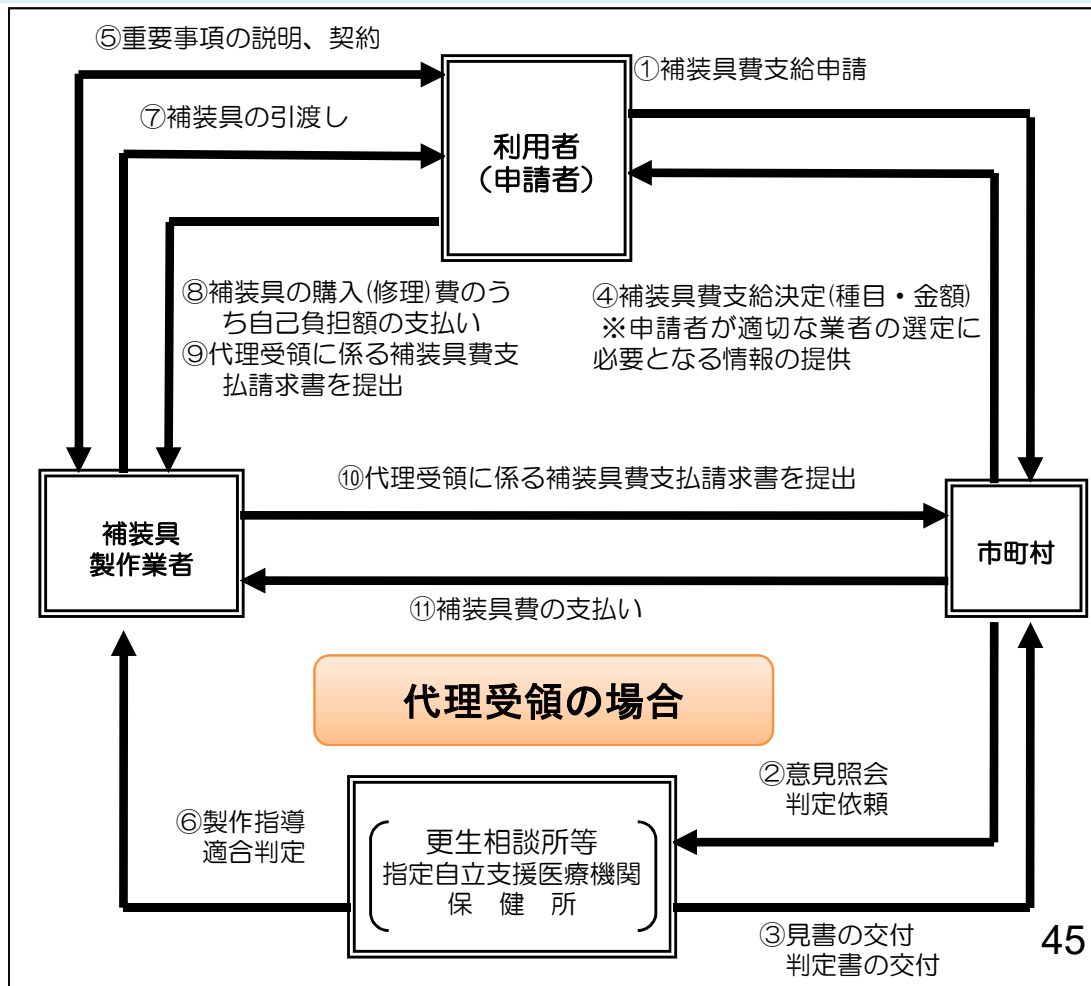 ⑤重要事項の説明、契約
①補装具費支給申請
⑦補装具の引渡し
利用者
（申請者）
⑧補装具の購入(修理)費のう
ち自己負担額の支払い
⑨代理受領に係る補装具費支
払請求書を提出
④補装具費支給決定(種目・金額)
※申請者が適切な業者の選定に
必要となる情報の提供
⑩代理受領に係る補装具費支払請求書を提出
補装具
製作業者
市町村
⑪補装具費の支払い
代理受領の場合
②意見照会
判定依頼
⑥製作指導
適合判定
更生相談所等
指定自立支援医療機関
保　健　所
③見書の交付
判定書の交付
45